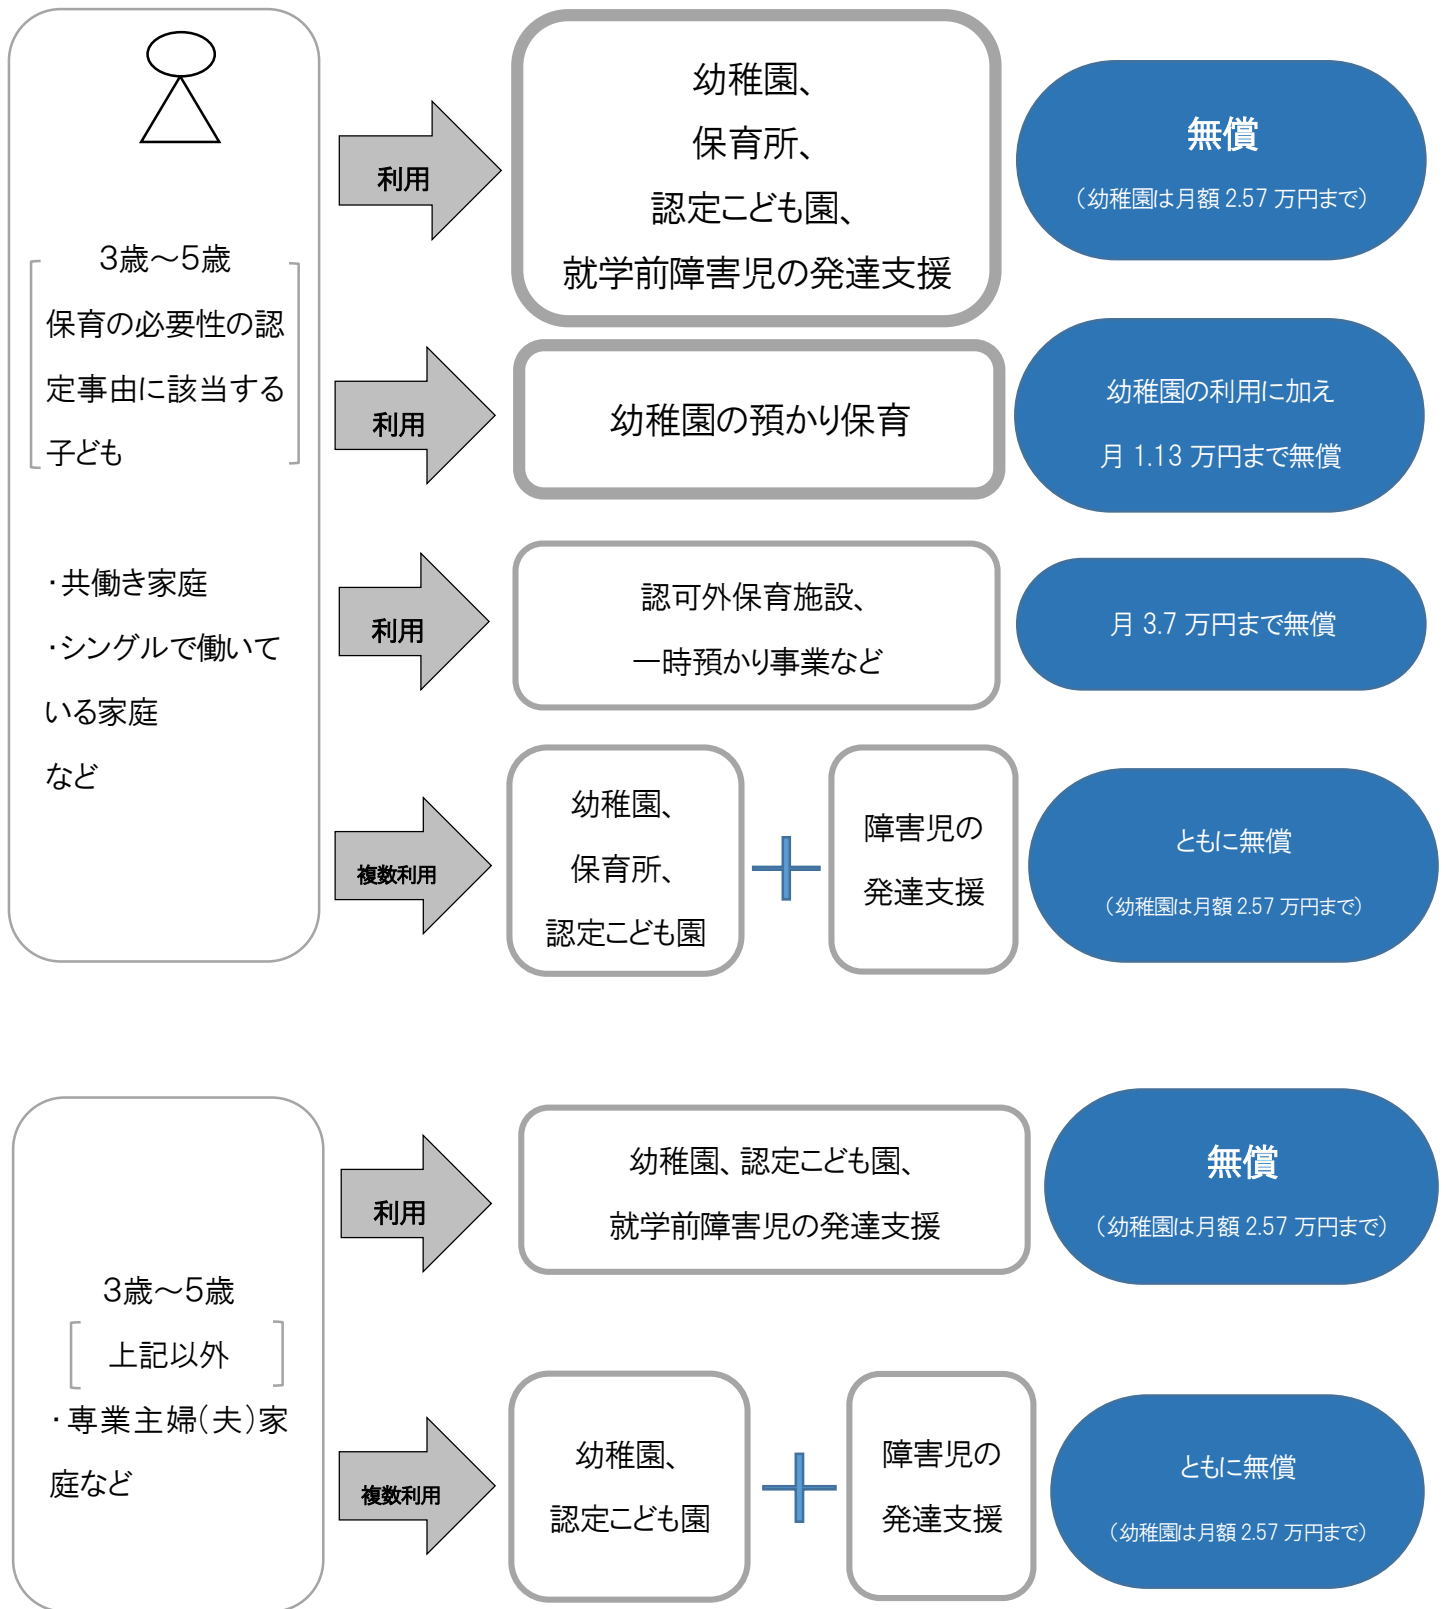 3歳～5歳
保育の必要性の認
定事由に該当する
子ども
・共働き家庭
・シングルで働いて
いる家庭
など
利用
幼稚園、
保育所、
認定こども園、
就学前障害児の発達支援
無償
（幼稚園は月額 2.57 万円まで）
利用
幼稚園の預かり保育
幼稚園の利用に加え
月 1.13 万円まで無償
利用
認可外保育施設、
一時預かり事業など
月 3.7 万円まで無償
複数利用
幼稚園、
保育所、
認定こども園
障害児の
発達支援
ともに無償
（幼稚園は月額 2.57 万円まで）
3歳～5歳
上記以外
・専業主婦(夫)家
庭など
利用
幼稚園、認定こども園、
就学前障害児の発達支援
無償
（幼稚園は月額 2.57 万円まで）
複数利用
幼稚園、
認定こども園
障害児の
発達支援
ともに無償
（幼稚園は月額 2.57 万円まで）